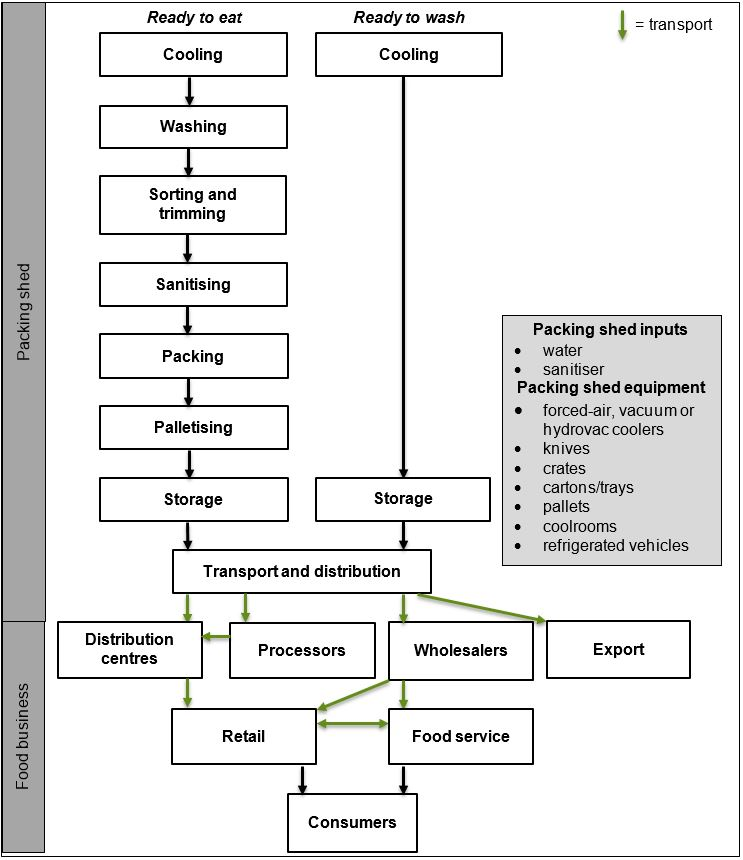 Ready to eat
Ready to wash
= transport
Cooling
Cooling
Washing
Sorting and
trimming
Sanitising
Packing
Palletising
Storage
Storage
Packing shed
Packing shed inputs
• water
• sanitiser
Packing shed equipment
• forced-air, vacuum or
hydrovac coolers
• knives
• crates
• cartons/trays
• pallets
• coolrooms
• refrigerated vehicles
Transport and distribution
Distribution
centres
Processors
Wholesalers
Export
Food business
Retail
Food service
Consumers